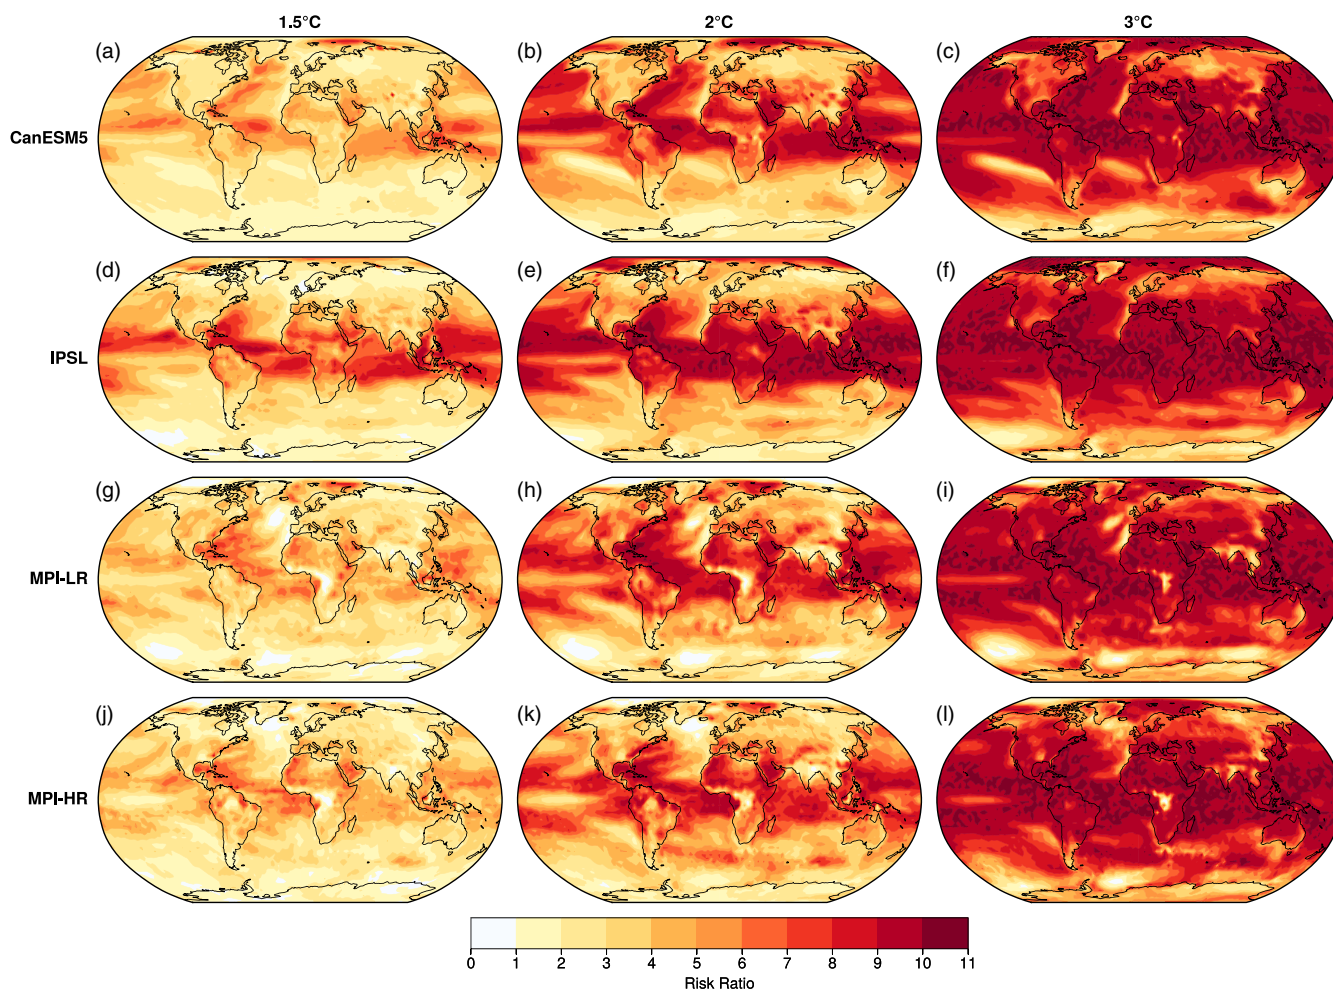 1.5°C 2°C 3°C
(a) (b) (c)
CanESM5
(d) (e) (f)
IPSL
(g) (h) (i)
MPI-LR
(j) (k) (l)
MPI-HR
0 1 2 3 4 5 6 7 8 9 10 11
Risk Ratio